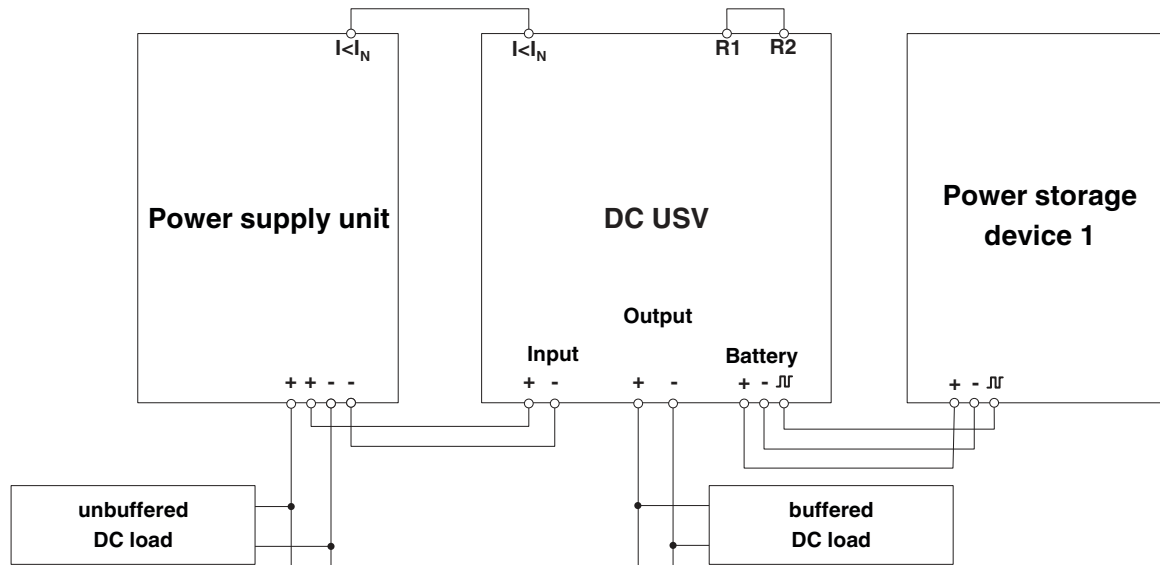 I<IN
I<IN
R1 R2
Power supply unit
DC USV
Power storage
device 1
Output
Input
Battery
+ + - -
+ -
+ -
+ -
+ -
unbuffered
DC load
buffered
DC load